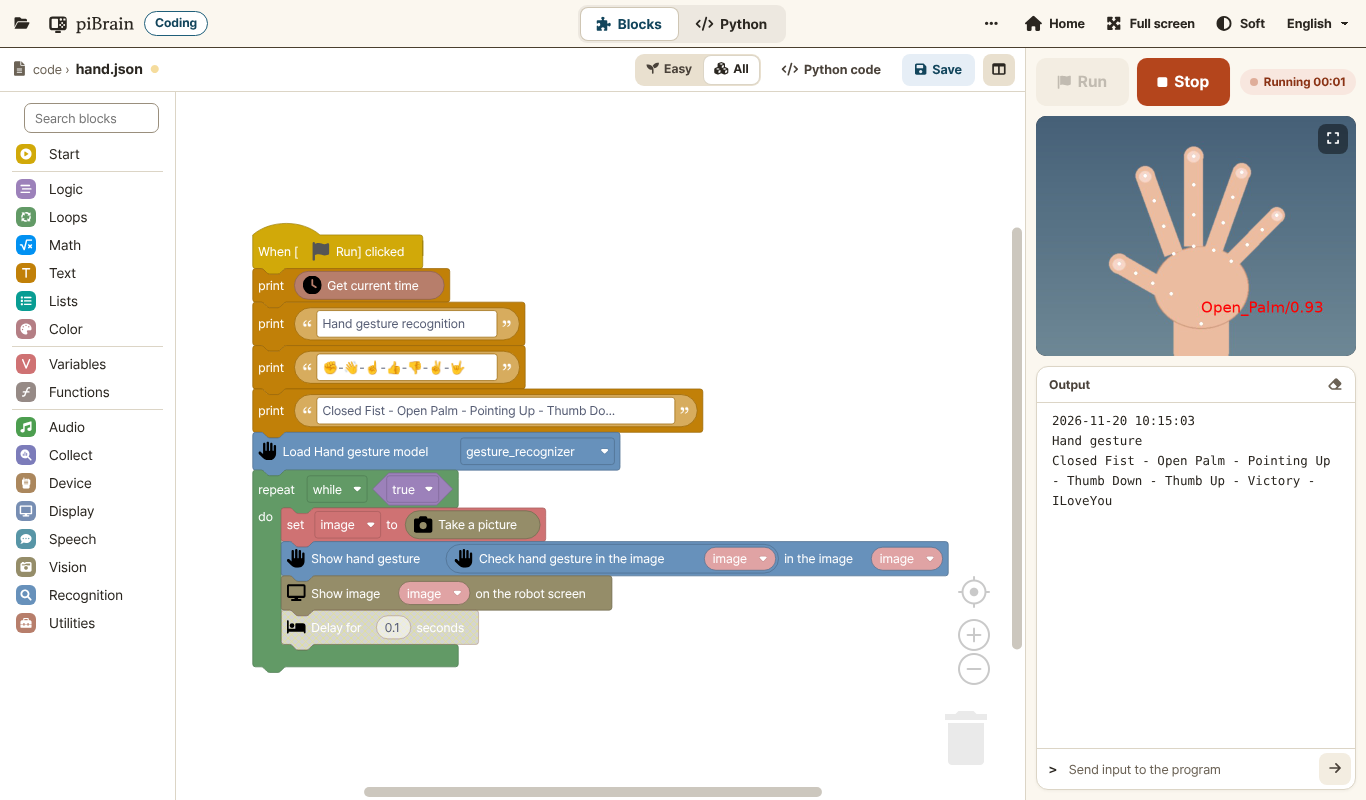 piBrain
Coding
Blocks
</> Python
Home
Full screen
Soft
English
code › hand.json
Easy
All
</> Python code
Save
Run
Stop
Running 00:01
Search blocks
Start
Logic
Loops
Math
Text
Lists
Color
Variables
Functions
Audio
Collect
Device
Display
Speech
Vision
Recognition
Utilities
When [ Run] clicked
print Get current time
print “ Hand gesture recognition ”
print “ ✊-👋-☝-👍-👎-✌-🤟 ”
print “ Closed Fist - Open Palm - Pointing Up - Thumb Do... ”
Load Hand gesture model gesture_recognizer
repeat while true
do
set image to Take a picture
Show hand gesture Check hand gesture in the image image in the image image
Show image image on the robot screen
Delay for 0.1 seconds
Open_Palm/0.93
Output
2026-11-20 10:15:03
Hand gesture
Closed Fist - Open Palm - Pointing Up
- Thumb Down - Thumb Up - Victory -
ILoveYou
> Send input to the program